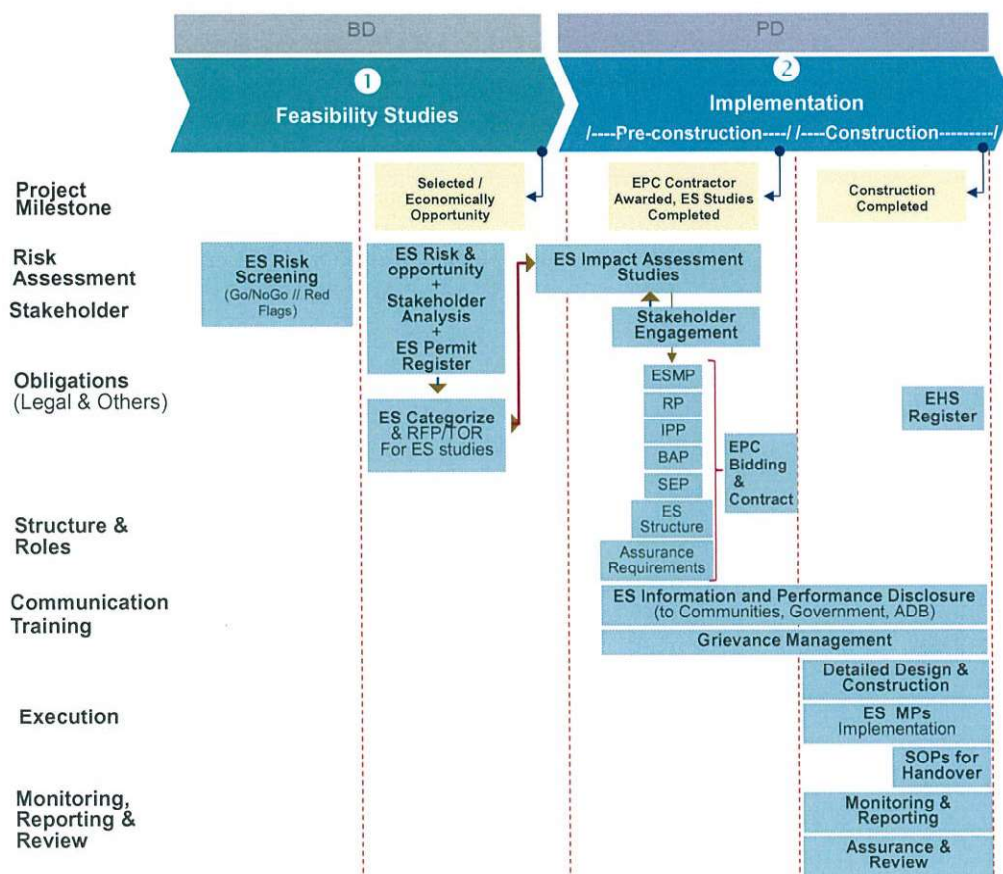 BD
PD
1
Feasibility Studies
2
Implementation
/----Pre-construction----/
/----Construction---------/
Project
Milestone
Selected /
Economically
Opportunity
EPC Contractor
Awarded, ES Studies
Completed
Construction
Completed
Risk
Assessment
ES Risk
Screening
(Go/NoGo // Red
Flags)
ES Risk &
opportunity
+
Stakeholder
Analysis
+
ES Permit
Register
ES Impact Assessment
Studies
Stakeholder
Stakeholder
Engagement
Obligations
(Legal & Others)
ES Categorize
& RFP/TOR
For ES studies
ESMP
RP
IPP
BAP
SEP
ES
Structure
Assurance
Requirements
EPC
Bidding
&
Contract
EHS
Register
Structure &
Roles
Communication
Training
ES Information and Performance Disclosure
(to Communities, Government, ADB)
Grievance Management
Execution
Detailed Design &
Construction
ES MPs
Implementation
SOPs for
Handover
Monitoring,
Reporting &
Review
Monitoring &
Reporting
Assurance &
Review